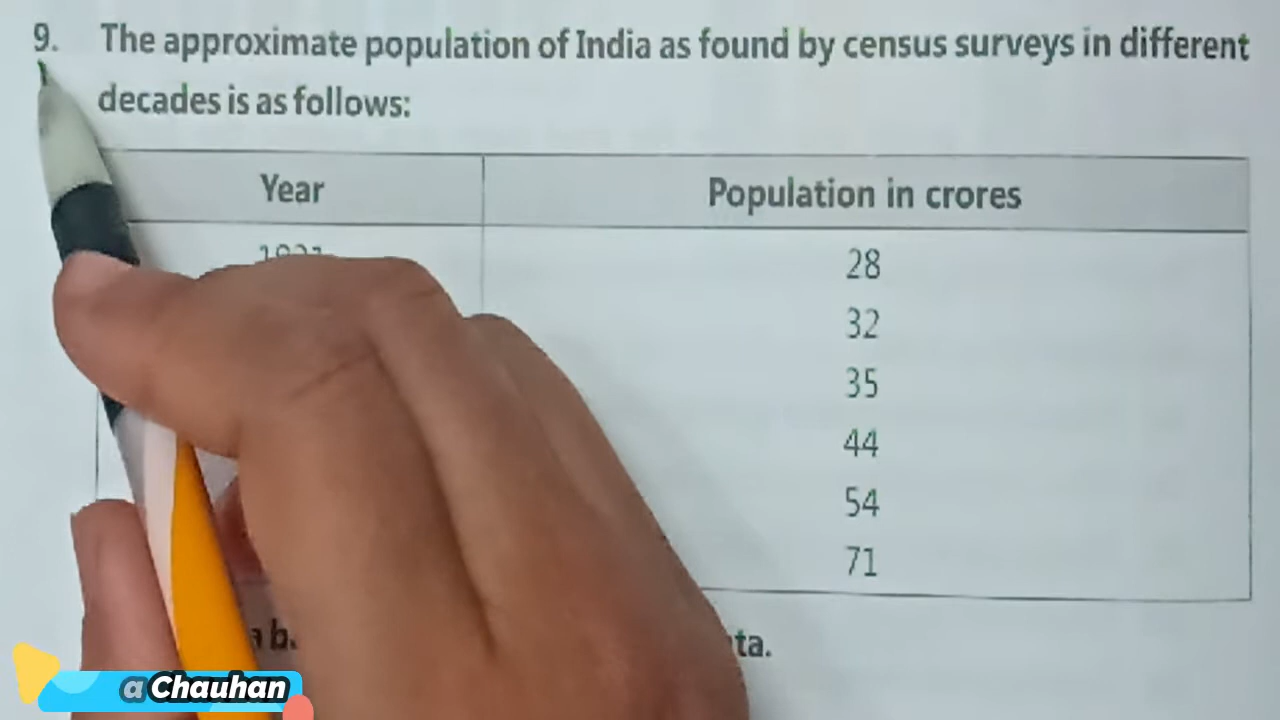 9. The approximate population of India as found by census surveys in different
decades is as follows:
Year Population in crores
28
32
35
44
54
71
ta.
a Chauhan